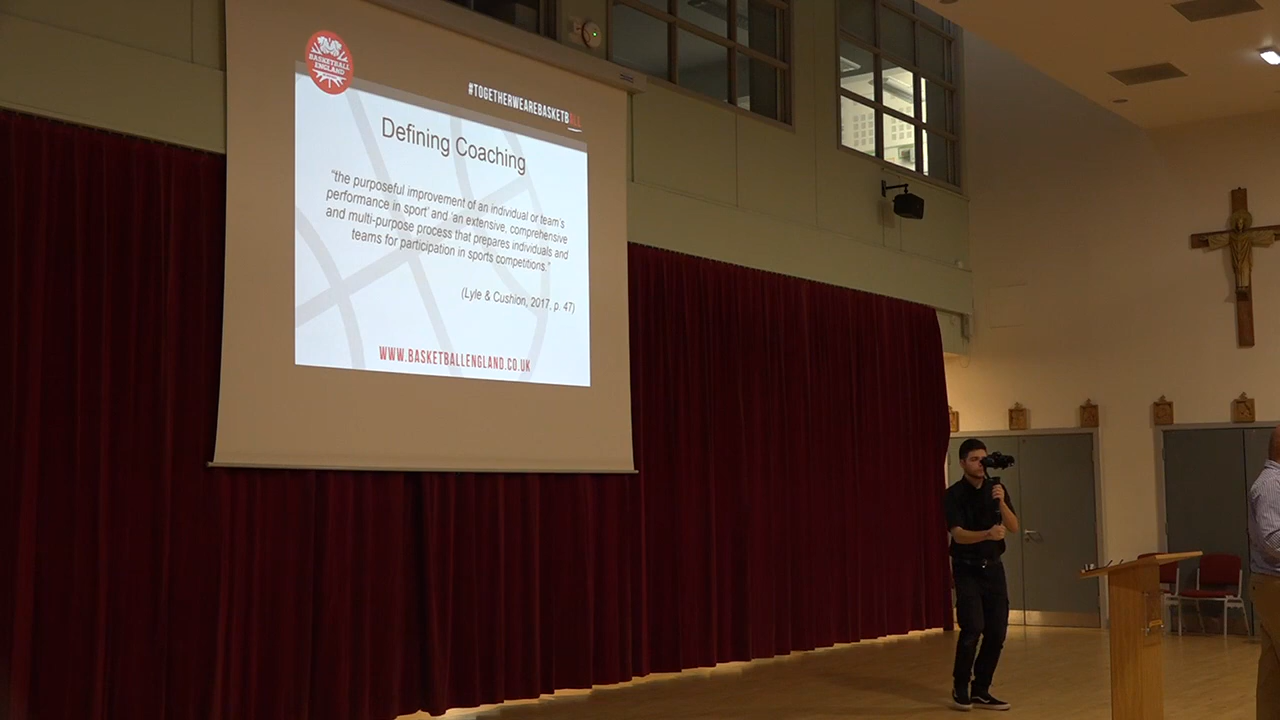 BASKETBALL
ENGLAND
#TOGETHERWEAREBASKETBALL
Defining Coaching
“the purposeful improvement of an individual or team’s
performance in sport’ and ‘an extensive, comprehensive
and multi-purpose process that prepares individuals and
teams for participation in sports competitions.”
(Lyle & Cushion, 2017, p. 47)
WWW.BASKETBALLENGLAND.CO.UK